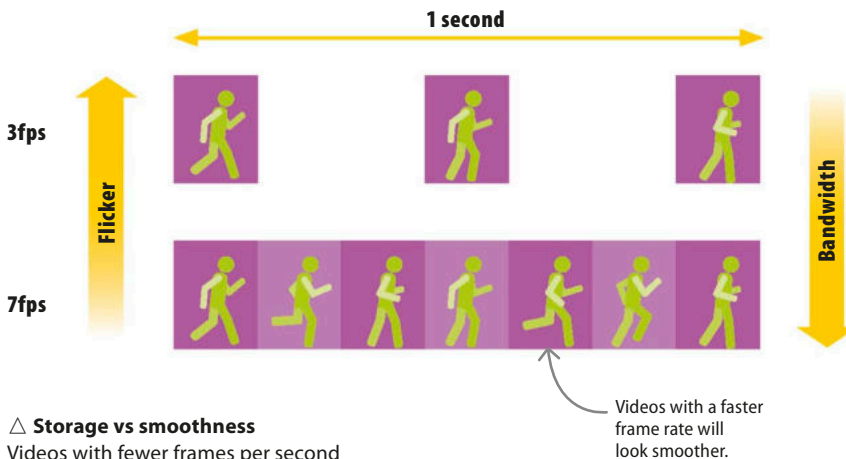 1 second
3fps
Flicker
Bandwidth
7fps
Videos with a faster
frame rate will
look smoother.
△ Storage vs smoothness
Videos with fewer frames per second